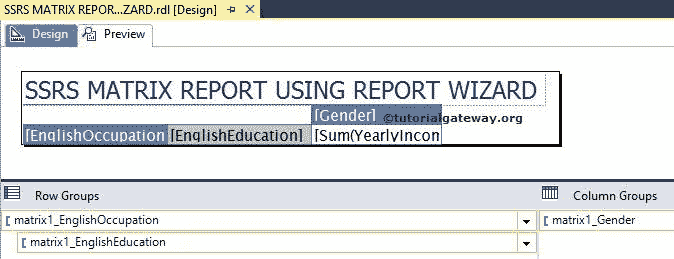 SSRS MATRIX REPOR...ZARD.rdl [Design]
Design Preview
SSRS MATRIX REPORT USING REPORT WIZARD
[Gender] ©tutorialgateway.org
[EnglishOccupation [EnglishEducation] [Sum(YearlyIncon
Row Groups Column Groups
[ matrix1_EnglishOccupation [ matrix1_Gender
[ matrix1_EnglishEducation